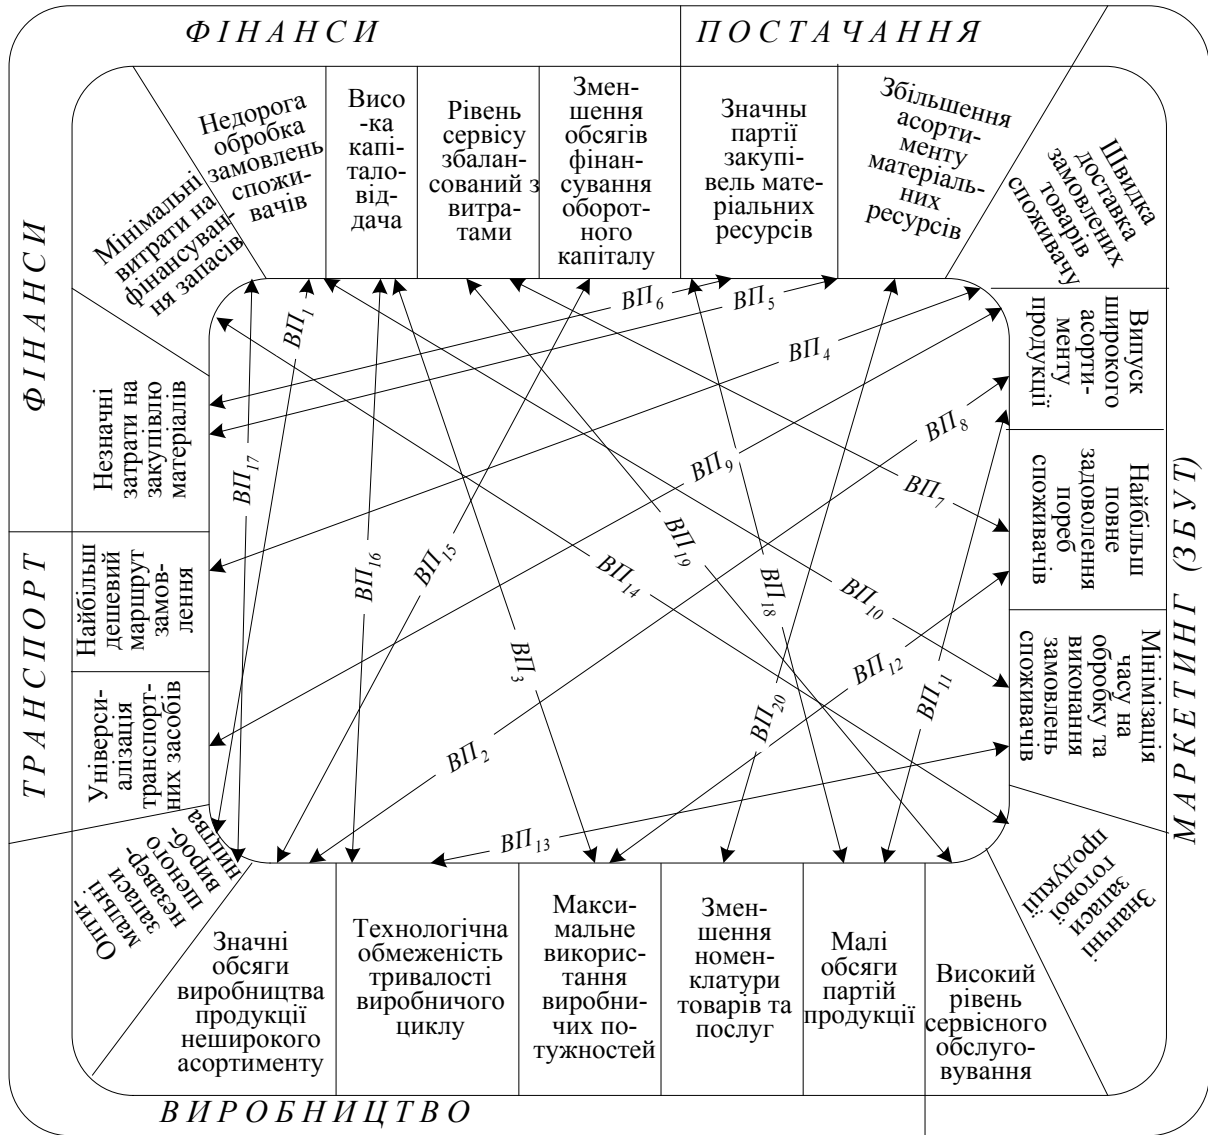 ФІНАНСИ
ПОСТАЧАННЯ
ФІНАНСИ
ТРАНСПОРТ
ВИРОБНИЦТВО
МАРКЕТИНГ (ЗБУТ)
Мінімальні
витрати на
фінансуван-
ня запасів
Недорога
обробка
замовлень
спожи-
вачів
Висо
-ка
капі-
тало-
від-
дача
Рівень
сервісу
збалан-
сований з
витра-
тами
Змен-
шення
обсягів
фінан-
сування
оборот-
ного
капіталу
Значны
партії
закупі-
вель мате-
ріальних
ресурсів
Збільшення
асорти-
менту
матеріаль-
них
ресурсів
Швидка
доставка
замовлених
товарів
споживачу
Випуск
широкого
асорти-
менту
продукції
Найбільш
повне
задоволення
пореб
споживачів
Мінімізація
часу на
обробку та
виконання
замовлень
споживачів
Знанчні
запаси
готової
продукції
Незначні
затрати на
закупівлю
матеріалів
Найбільш
дешевий
маршрут
замов-
лення
Універси-
алізація
транспорт-
них засобів
Опти-
мальні
запаси
незавер-
шеного
вироб-
ництва
Значні
обсяги
виробництва
продукції
неширокого
асортименту
Технологічна
обмеженість
тривалості
виробничого
циклу
Макси-
мальне
викорис-
тання
виробни-
чих по-
тужностей
Змен-
шення
номен-
клатури
товарів та
послуг
Малі
обсяги
партій
продукції
Високий
рівень
сервісного
обслуго-
вування
ВП1
ВП6
ВП5
ВП4
ВП8
ВП9
ВП17
ВП7
ВП15
ВП16
ВП19
ВП14
ВП18
ВП10
ВП3
ВП12
ВП11
ВП20
ВП2
ВП13